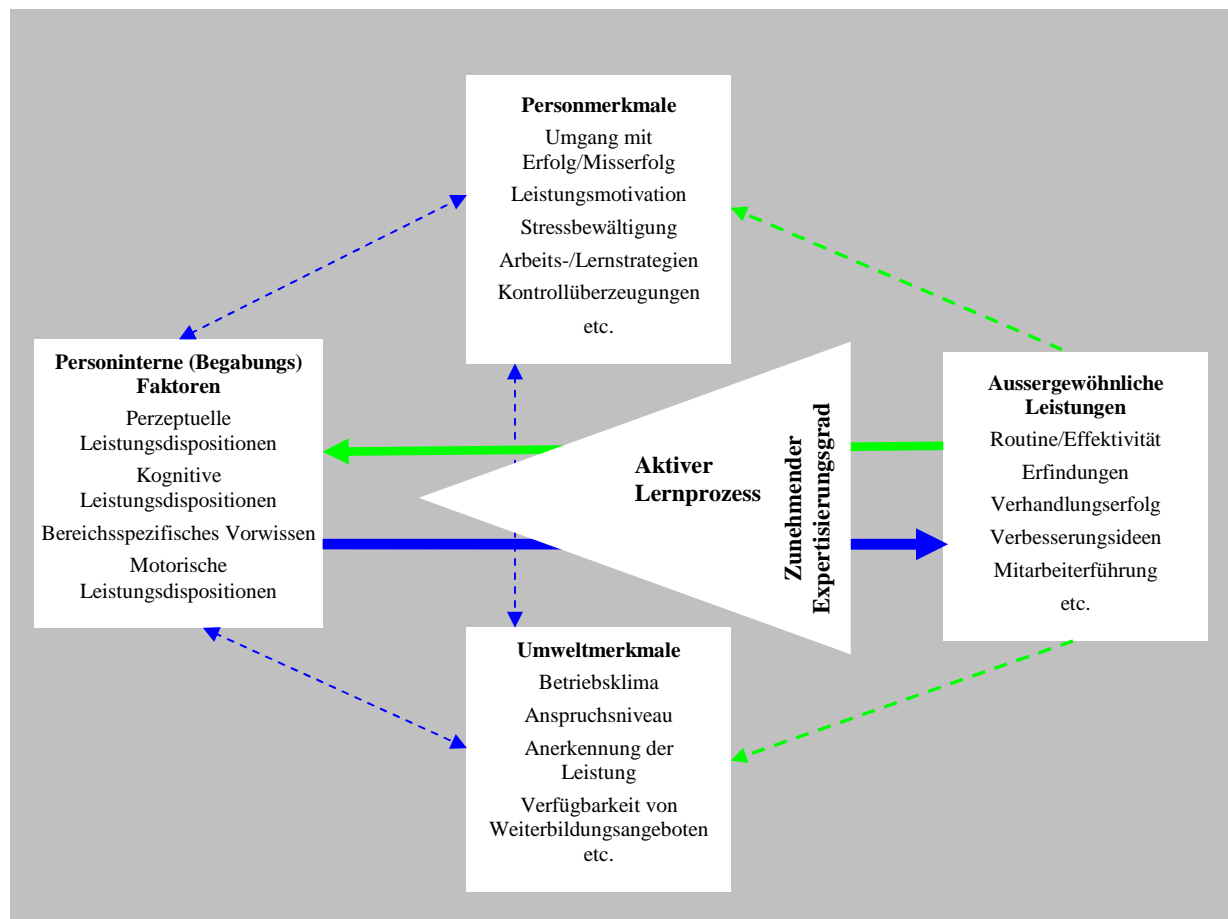 Personmerkmale
Umgang mit
Erfolg/Misserfolg
Leistungsmotivation
Stressbewältigung
Arbeits-/Lernstrategien
Kontrollüberzeugungen
etc.
Personinterne (Begabungs)
Faktoren
Perzeptuelle
Leistungsdispositionen
Kognitive
Leistungsdispositionen
Bereichsspezifisches Vorwissen
Motorische
Leistungsdispositionen
Aktiver
Lernprozess
Zunehmender
Expertisierungsgrad
Aussergewöhnliche
Leistungen
Routine/Effektivität
Erfindungen
Verhandlungserfolg
Verbesserungsideen
Mitarbeiterführung
etc.
Umweltmerkmale
Betriebsklima
Anspruchsniveau
Anerkennung der
Leistung
Verfügbarkeit von
Weiterbildungsangeboten
etc.